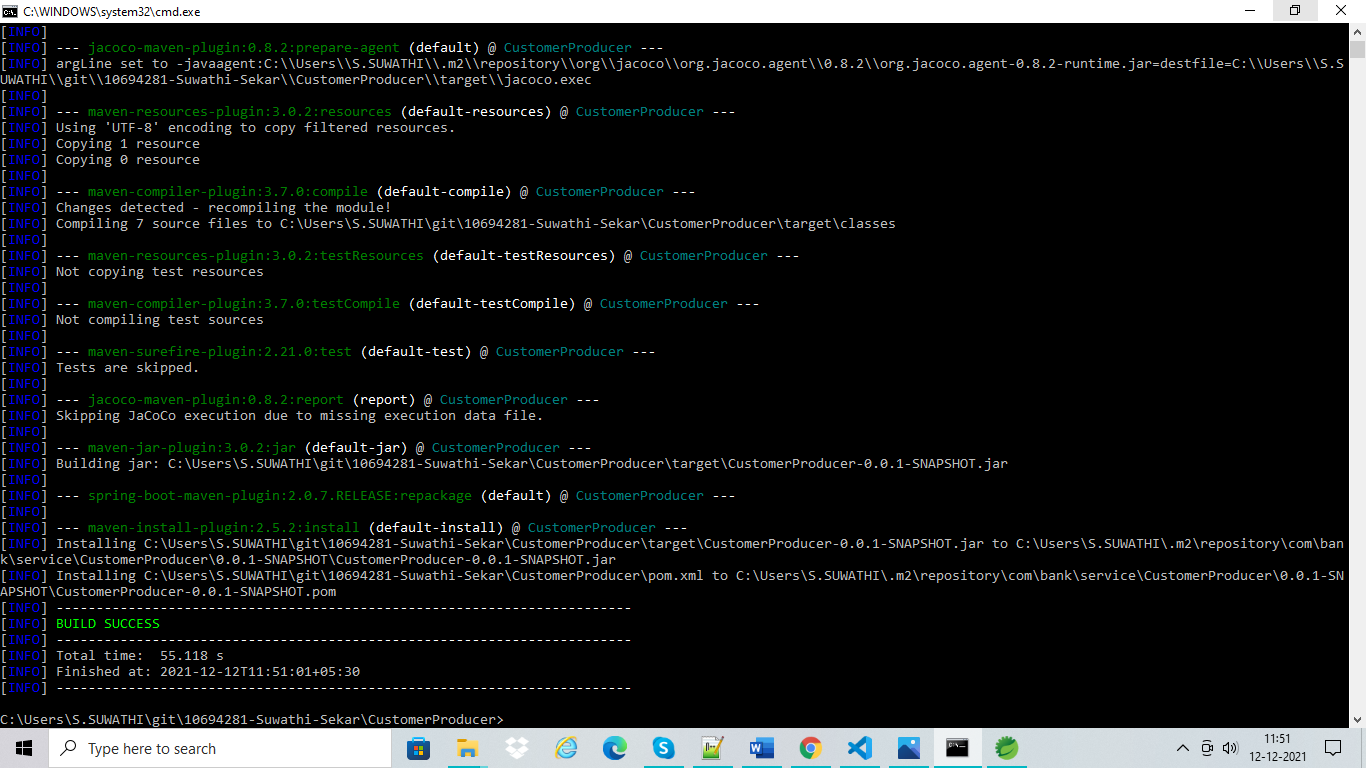 C:\WINDOWS\system32\cmd.exe
[INFO]
[INFO] --- jacoco-maven-plugin:0.8.2:prepare-agent (default) @ CustomerProducer ---
[INFO] argLine set to -javaagent:C:\\Users\\S.SUWATHI\\.m2\\repository\\org\\jacoco\\org.jacoco.agent\\0.8.2\\org.jacoco.agent-0.8.2-runtime.jar=destfile=C:\\Users\\S.S
UWATHI\\git\\10694281-Suwathi-Sekar\\CustomerProducer\\target\\jacoco.exec
[INFO]
[INFO] --- maven-resources-plugin:3.0.2:resources (default-resources) @ CustomerProducer ---
[INFO] Using 'UTF-8' encoding to copy filtered resources.
[INFO] Copying 1 resource
[INFO] Copying 0 resource
[INFO]
[INFO] --- maven-compiler-plugin:3.7.0:compile (default-compile) @ CustomerProducer ---
[INFO] Changes detected - recompiling the module!
[INFO] Compiling 7 source files to C:\Users\S.SUWATHI\git\10694281-Suwathi-Sekar\CustomerProducer\target\classes
[INFO]
[INFO] --- maven-resources-plugin:3.0.2:testResources (default-testResources) @ CustomerProducer ---
[INFO] Not copying test resources
[INFO]
[INFO] --- maven-compiler-plugin:3.7.0:testCompile (default-testCompile) @ CustomerProducer ---
[INFO] Not compiling test sources
[INFO]
[INFO] --- maven-surefire-plugin:2.21.0:test (default-test) @ CustomerProducer ---
[INFO] Tests are skipped.
[INFO]
[INFO] --- jacoco-maven-plugin:0.8.2:report (report) @ CustomerProducer ---
[INFO] Skipping JaCoCo execution due to missing execution data file.
[INFO]
[INFO] --- maven-jar-plugin:3.0.2:jar (default-jar) @ CustomerProducer ---
[INFO] Building jar: C:\Users\S.SUWATHI\git\10694281-Suwathi-Sekar\CustomerProducer\target\CustomerProducer-0.0.1-SNAPSHOT.jar
[INFO]
[INFO] --- spring-boot-maven-plugin:2.0.7.RELEASE:repackage (default) @ CustomerProducer ---
[INFO]
[INFO] --- maven-install-plugin:2.5.2:install (default-install) @ CustomerProducer ---
[INFO] Installing C:\Users\S.SUWATHI\git\10694281-Suwathi-Sekar\CustomerProducer\target\CustomerProducer-0.0.1-SNAPSHOT.jar to C:\Users\S.SUWATHI\.m2\repository\com\ban
k\service\CustomerProducer\0.0.1-SNAPSHOT\CustomerProducer-0.0.1-SNAPSHOT.jar
[INFO] Installing C:\Users\S.SUWATHI\git\10694281-Suwathi-Sekar\CustomerProducer\pom.xml to C:\Users\S.SUWATHI\.m2\repository\com\bank\service\CustomerProducer\0.0.1-SN
APSHOT\CustomerProducer-0.0.1-SNAPSHOT.pom
[INFO] ------------------------------------------------------------------------
[INFO] BUILD SUCCESS
[INFO] ------------------------------------------------------------------------
[INFO] Total time:  55.118 s
[INFO] Finished at: 2021-12-12T11:51:01+05:30
[INFO] ------------------------------------------------------------------------
C:\Users\S.SUWATHI\git\10694281-Suwathi-Sekar\CustomerProducer>
Type here to search
11:51
12-12-2021